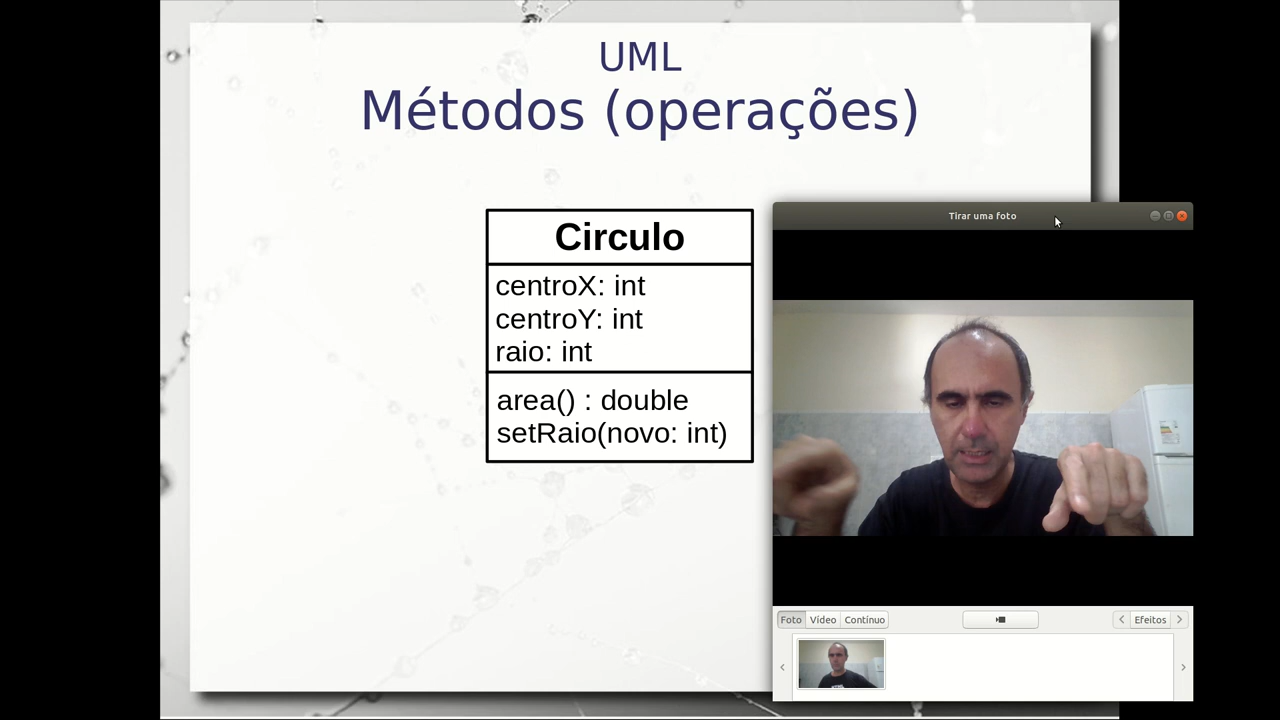 UML
Métodos (operações)
Circulo
centroX: int
centroY: int
raio: int
area() : double
setRaio(novo: int)
Tirar uma foto
Foto
Vídeo
Contínuo
Efeitos